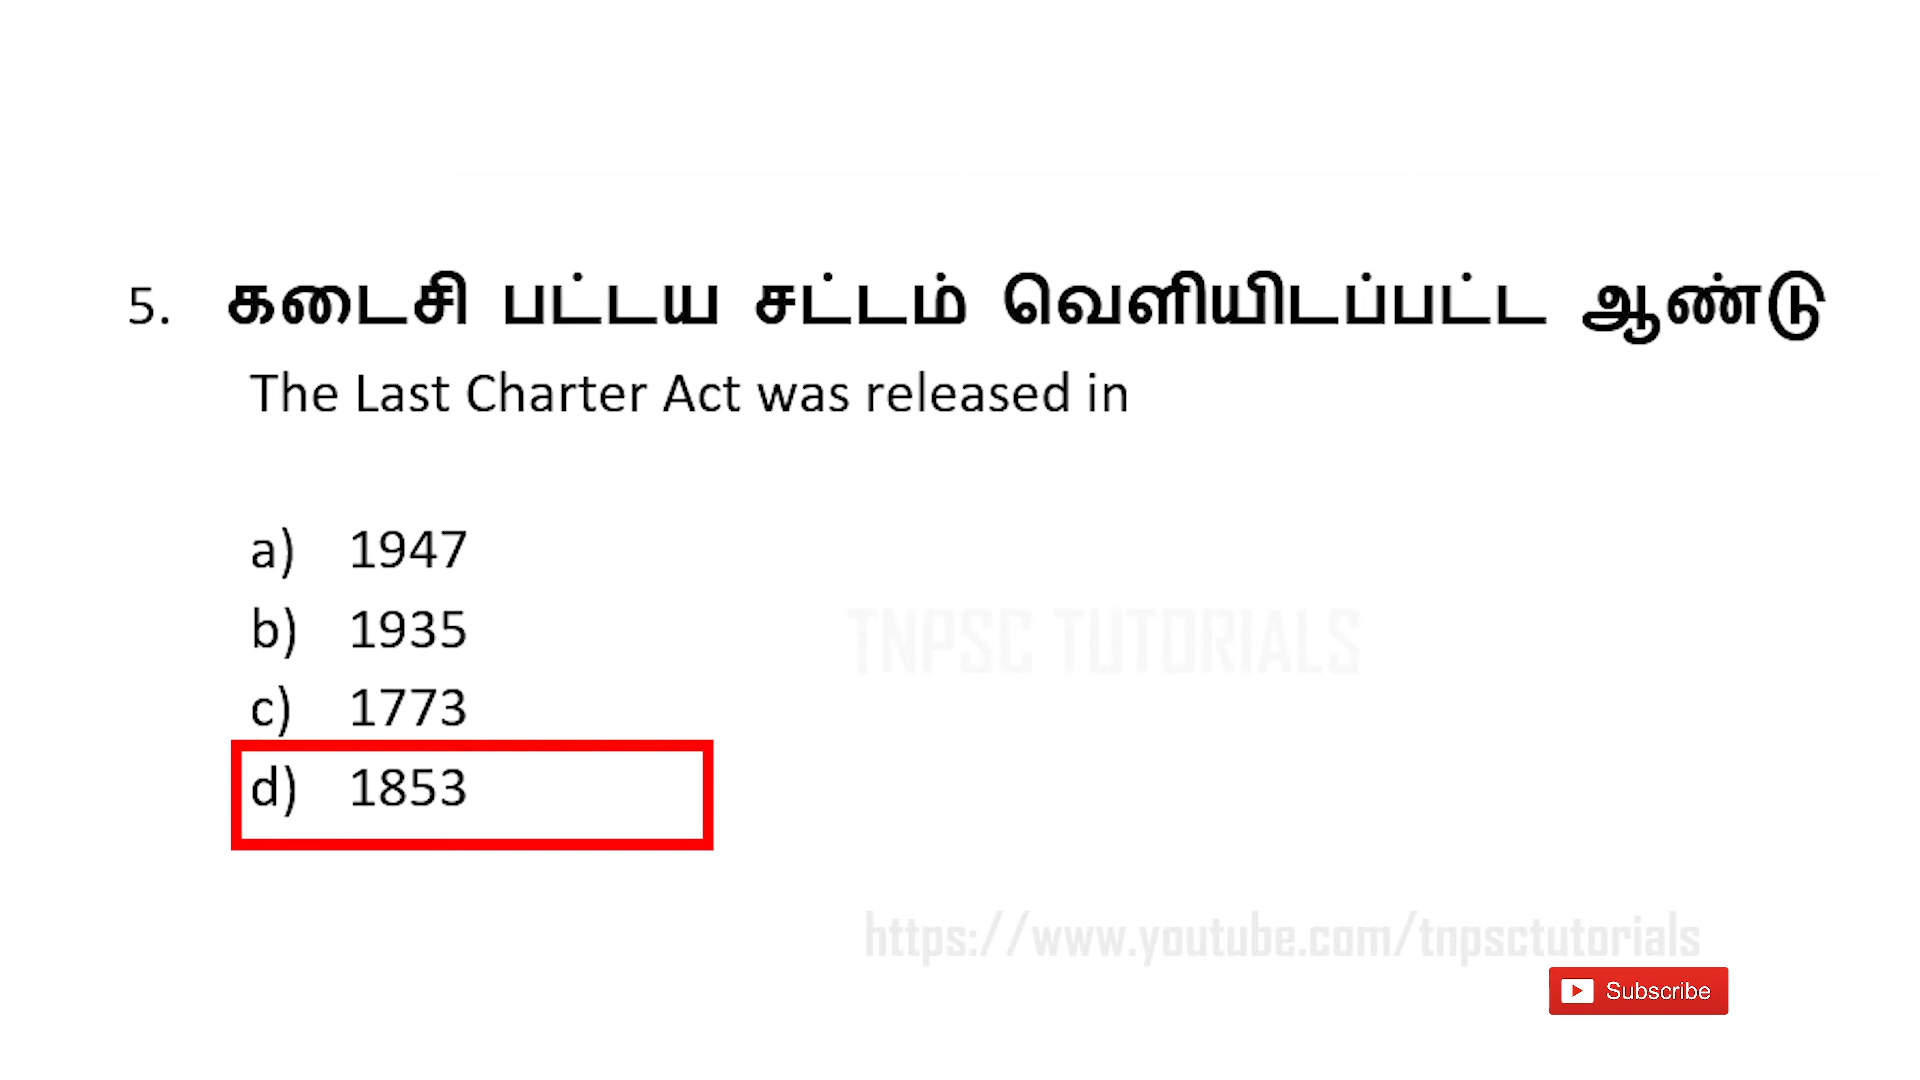 5. கடைசி பட்டய சட்டம் வெளியிடப்பட்ட ஆண்டு
The Last Charter Act was released in
a) 1947
b) 1935
TNPSC TUTORIALS
c) 1773
d) 1853
https://www.youtube.com/tnpsctutorials
Subscribe